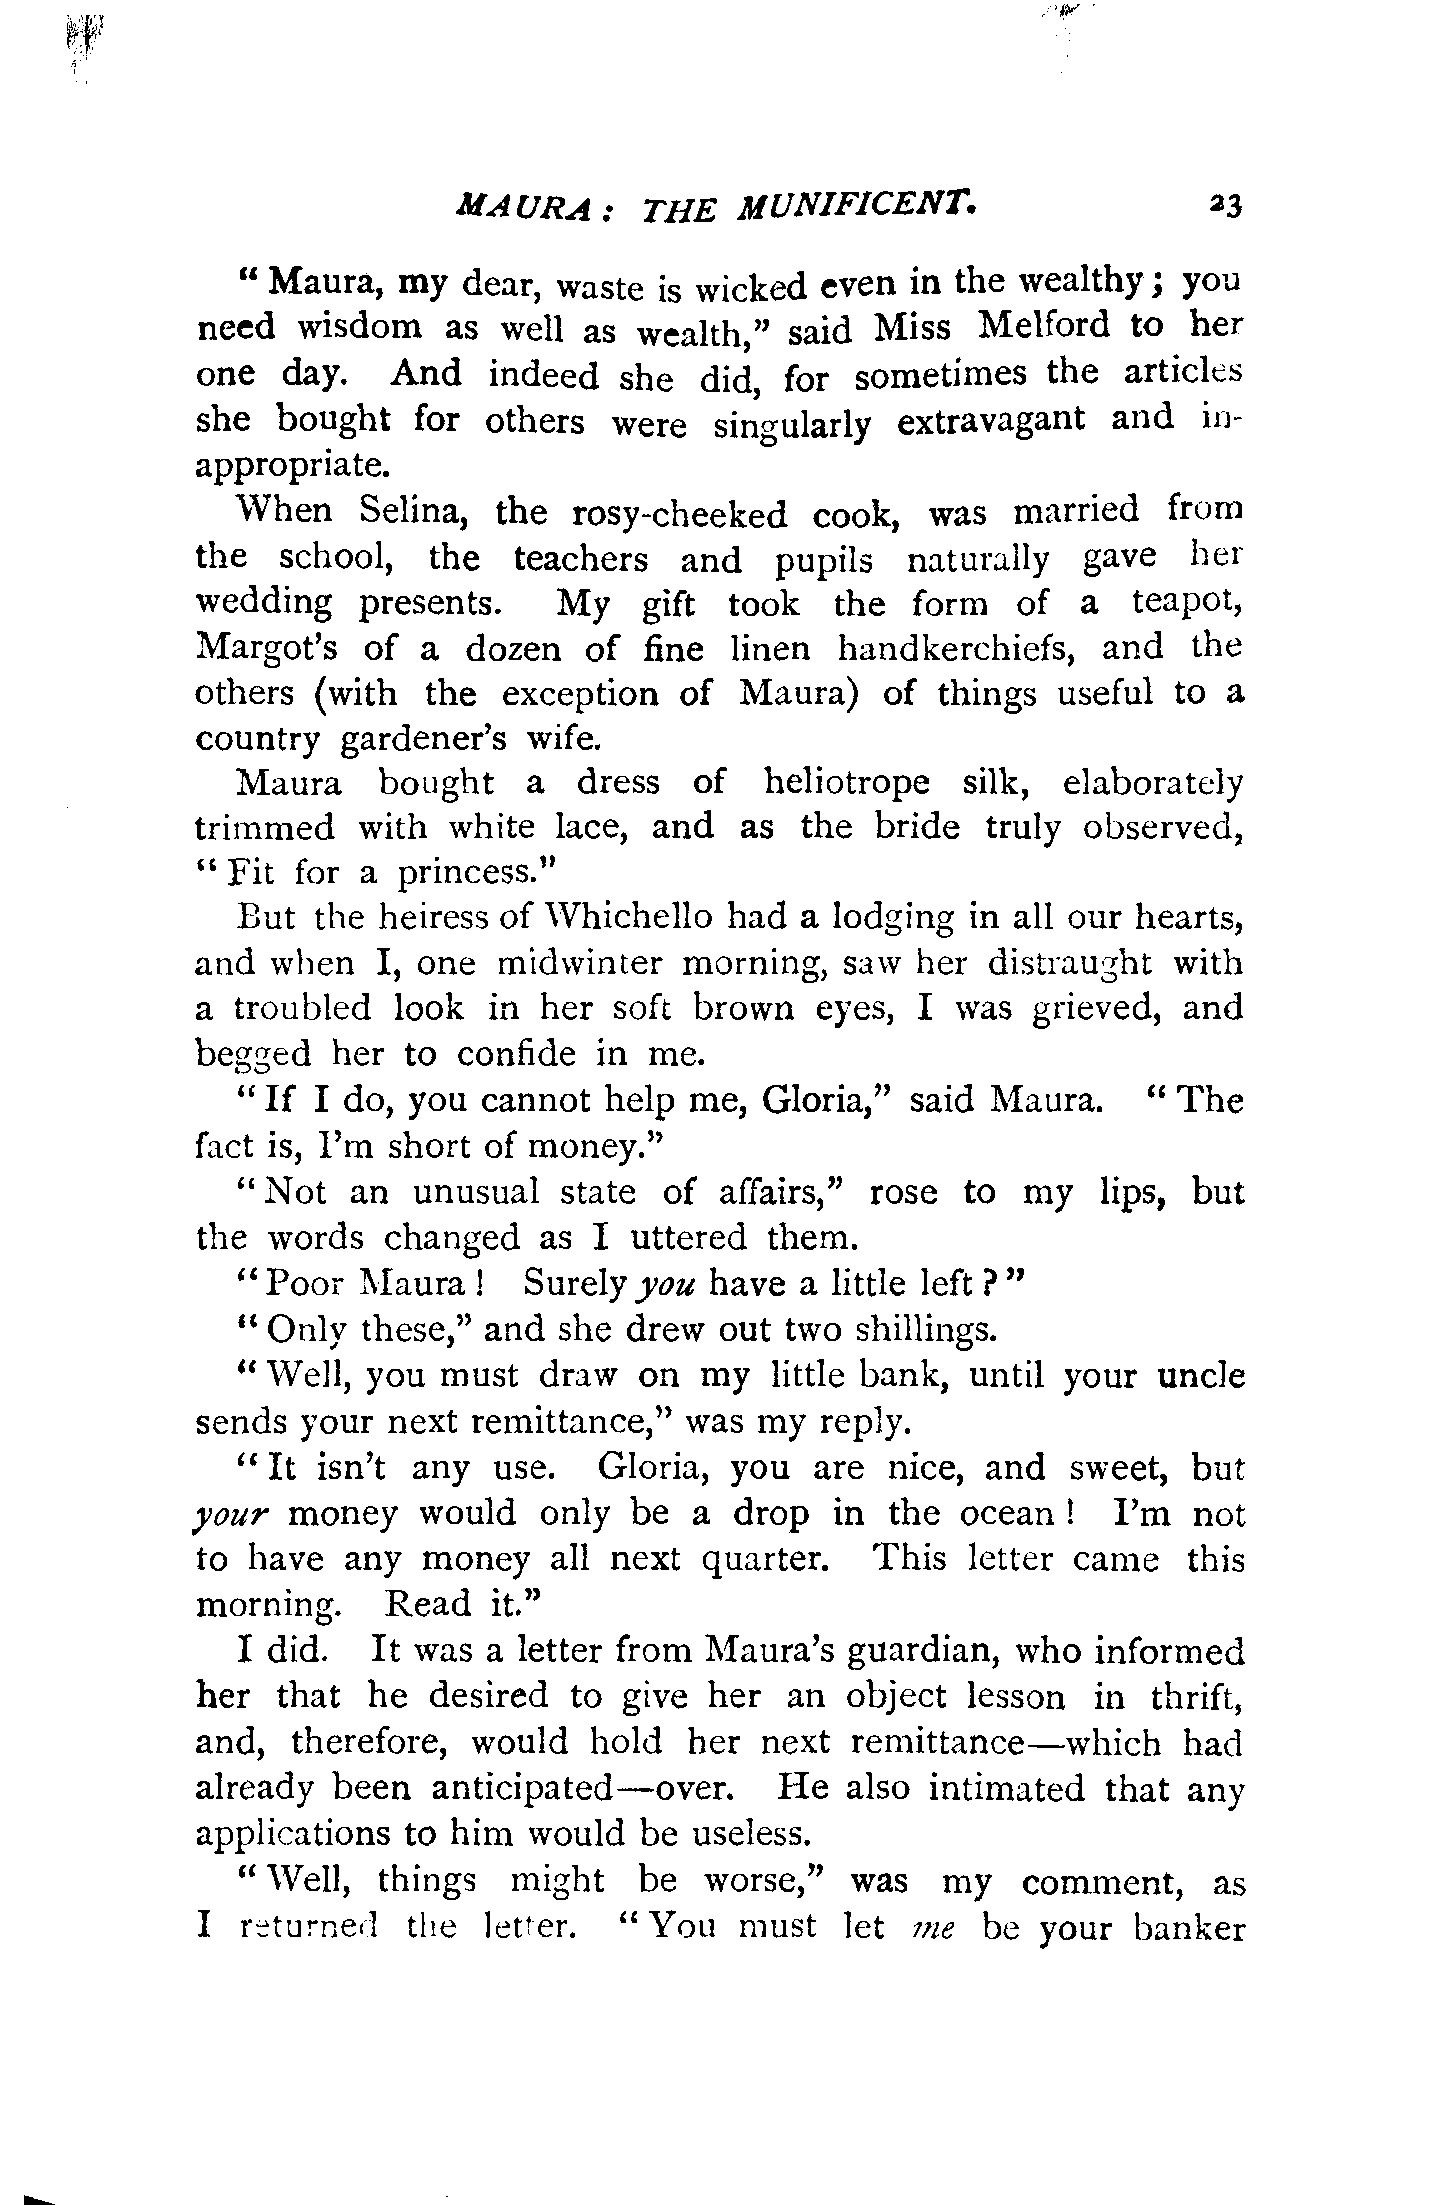 MAURA: THE MUNIFICENT. 23
“Maura, my dear, waste is wicked even in the wealthy; you
need wisdom as well as wealth,” said Miss Melford to her
one day. And indeed she did, for sometimes the articles
she bought for others were singularly extravagant and in-
appropriate.
When Selina, the rosy-cheeked cook, was married from
the school, the teachers and pupils naturally gave her
wedding presents. My gift took the form of a teapot,
Margot’s of a dozen of fine linen handkerchiefs, and the
others (with the exception of Maura) of things useful to a
country gardener’s wife.
Maura bought a dress of heliotrope silk, elaborately
trimmed with white lace, and as the bride truly observed,
“Fit for a princess.”
But the heiress of Whichello had a lodging in all our hearts,
and when I, one midwinter morning, saw her distraught with
a troubled look in her soft brown eyes, I was grieved, and
begged her to confide in me.
“If I do, you cannot help me, Gloria,” said Maura. “The
fact is, I’m short of money.”
“Not an unusual state of affairs,” rose to my lips, but
the words changed as I uttered them.
“Poor Maura! Surely you have a little left?”
“Only these,” and she drew out two shillings.
“Well, you must draw on my little bank, until your uncle
sends your next remittance,” was my reply.
“It isn’t any use. Gloria, you are nice, and sweet, but
your money would only be a drop in the ocean! I’m not
to have any money all next quarter. This letter came this
morning. Read it.”
I did. It was a letter from Maura’s guardian, who informed
her that he desired to give her an object lesson in thrift,
and, therefore, would hold her next remittance—which had
already been anticipated—over. He also intimated that any
applications to him would be useless.
“Well, things might be worse,” was my comment, as
I returned the letter. “You must let me be your banker